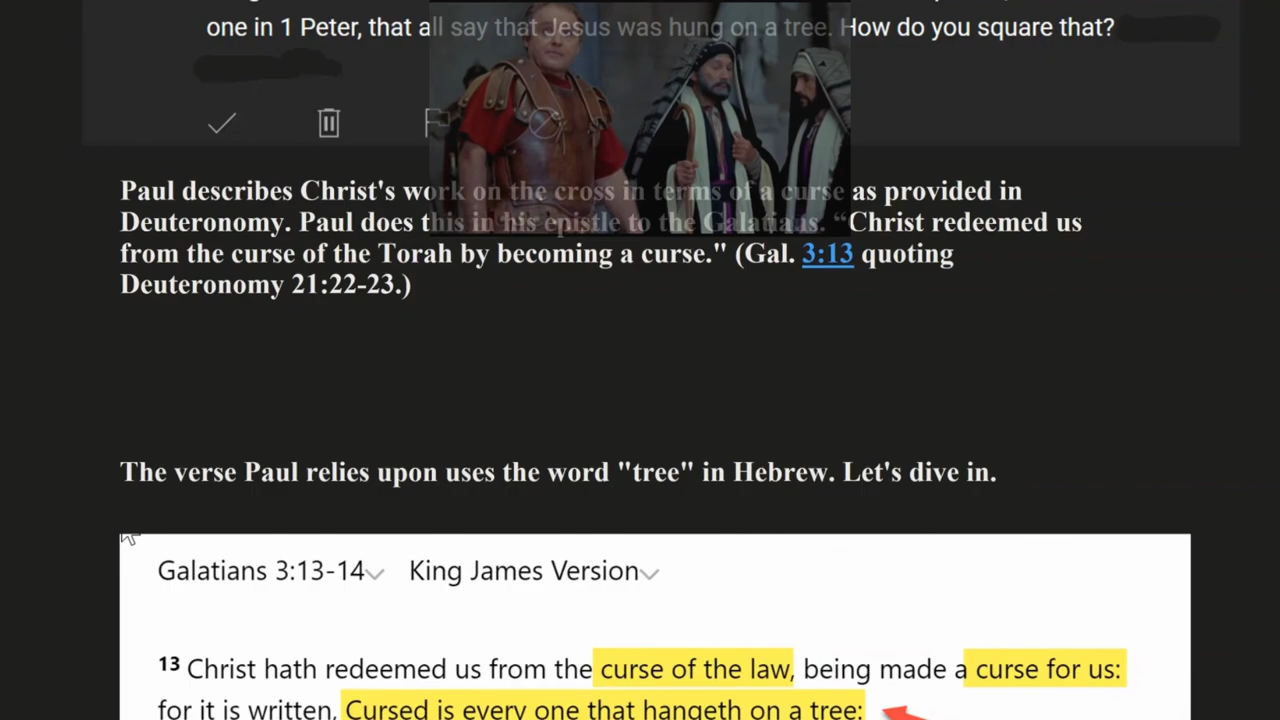 one in 1 Peter, that all say that Jesus was hung on a tree. How do you square that?
Paul describes Christ's work on the cross in terms of a curse as provided in
Deuteronomy. Paul does this in his epistle to the Galatians. “Christ redeemed us
from the curse of the Torah by becoming a curse." (Gal. 3:13 quoting
Deuteronomy 21:22-23.)
The verse Paul relies upon uses the word "tree" in Hebrew. Let's dive in.
Galatians 3:13-14 King James Version
13 Christ hath redeemed us from the curse of the law, being made a curse for us:
for it is written, Cursed is every one that hangeth on a tree: